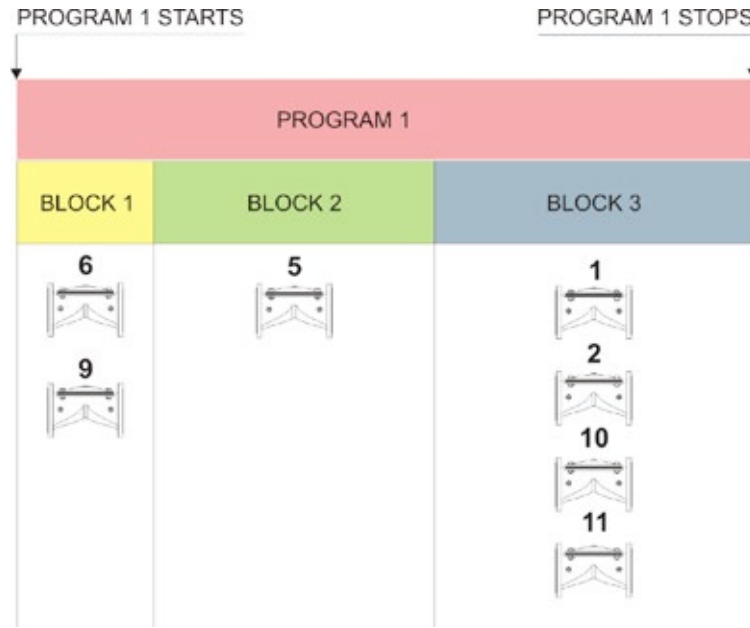 PROGRAM 1 STARTS
PROGRAM 1 STOPS
PROGRAM 1
BLOCK 1
BLOCK 2
BLOCK 3
6
5
1
9
2
10
11